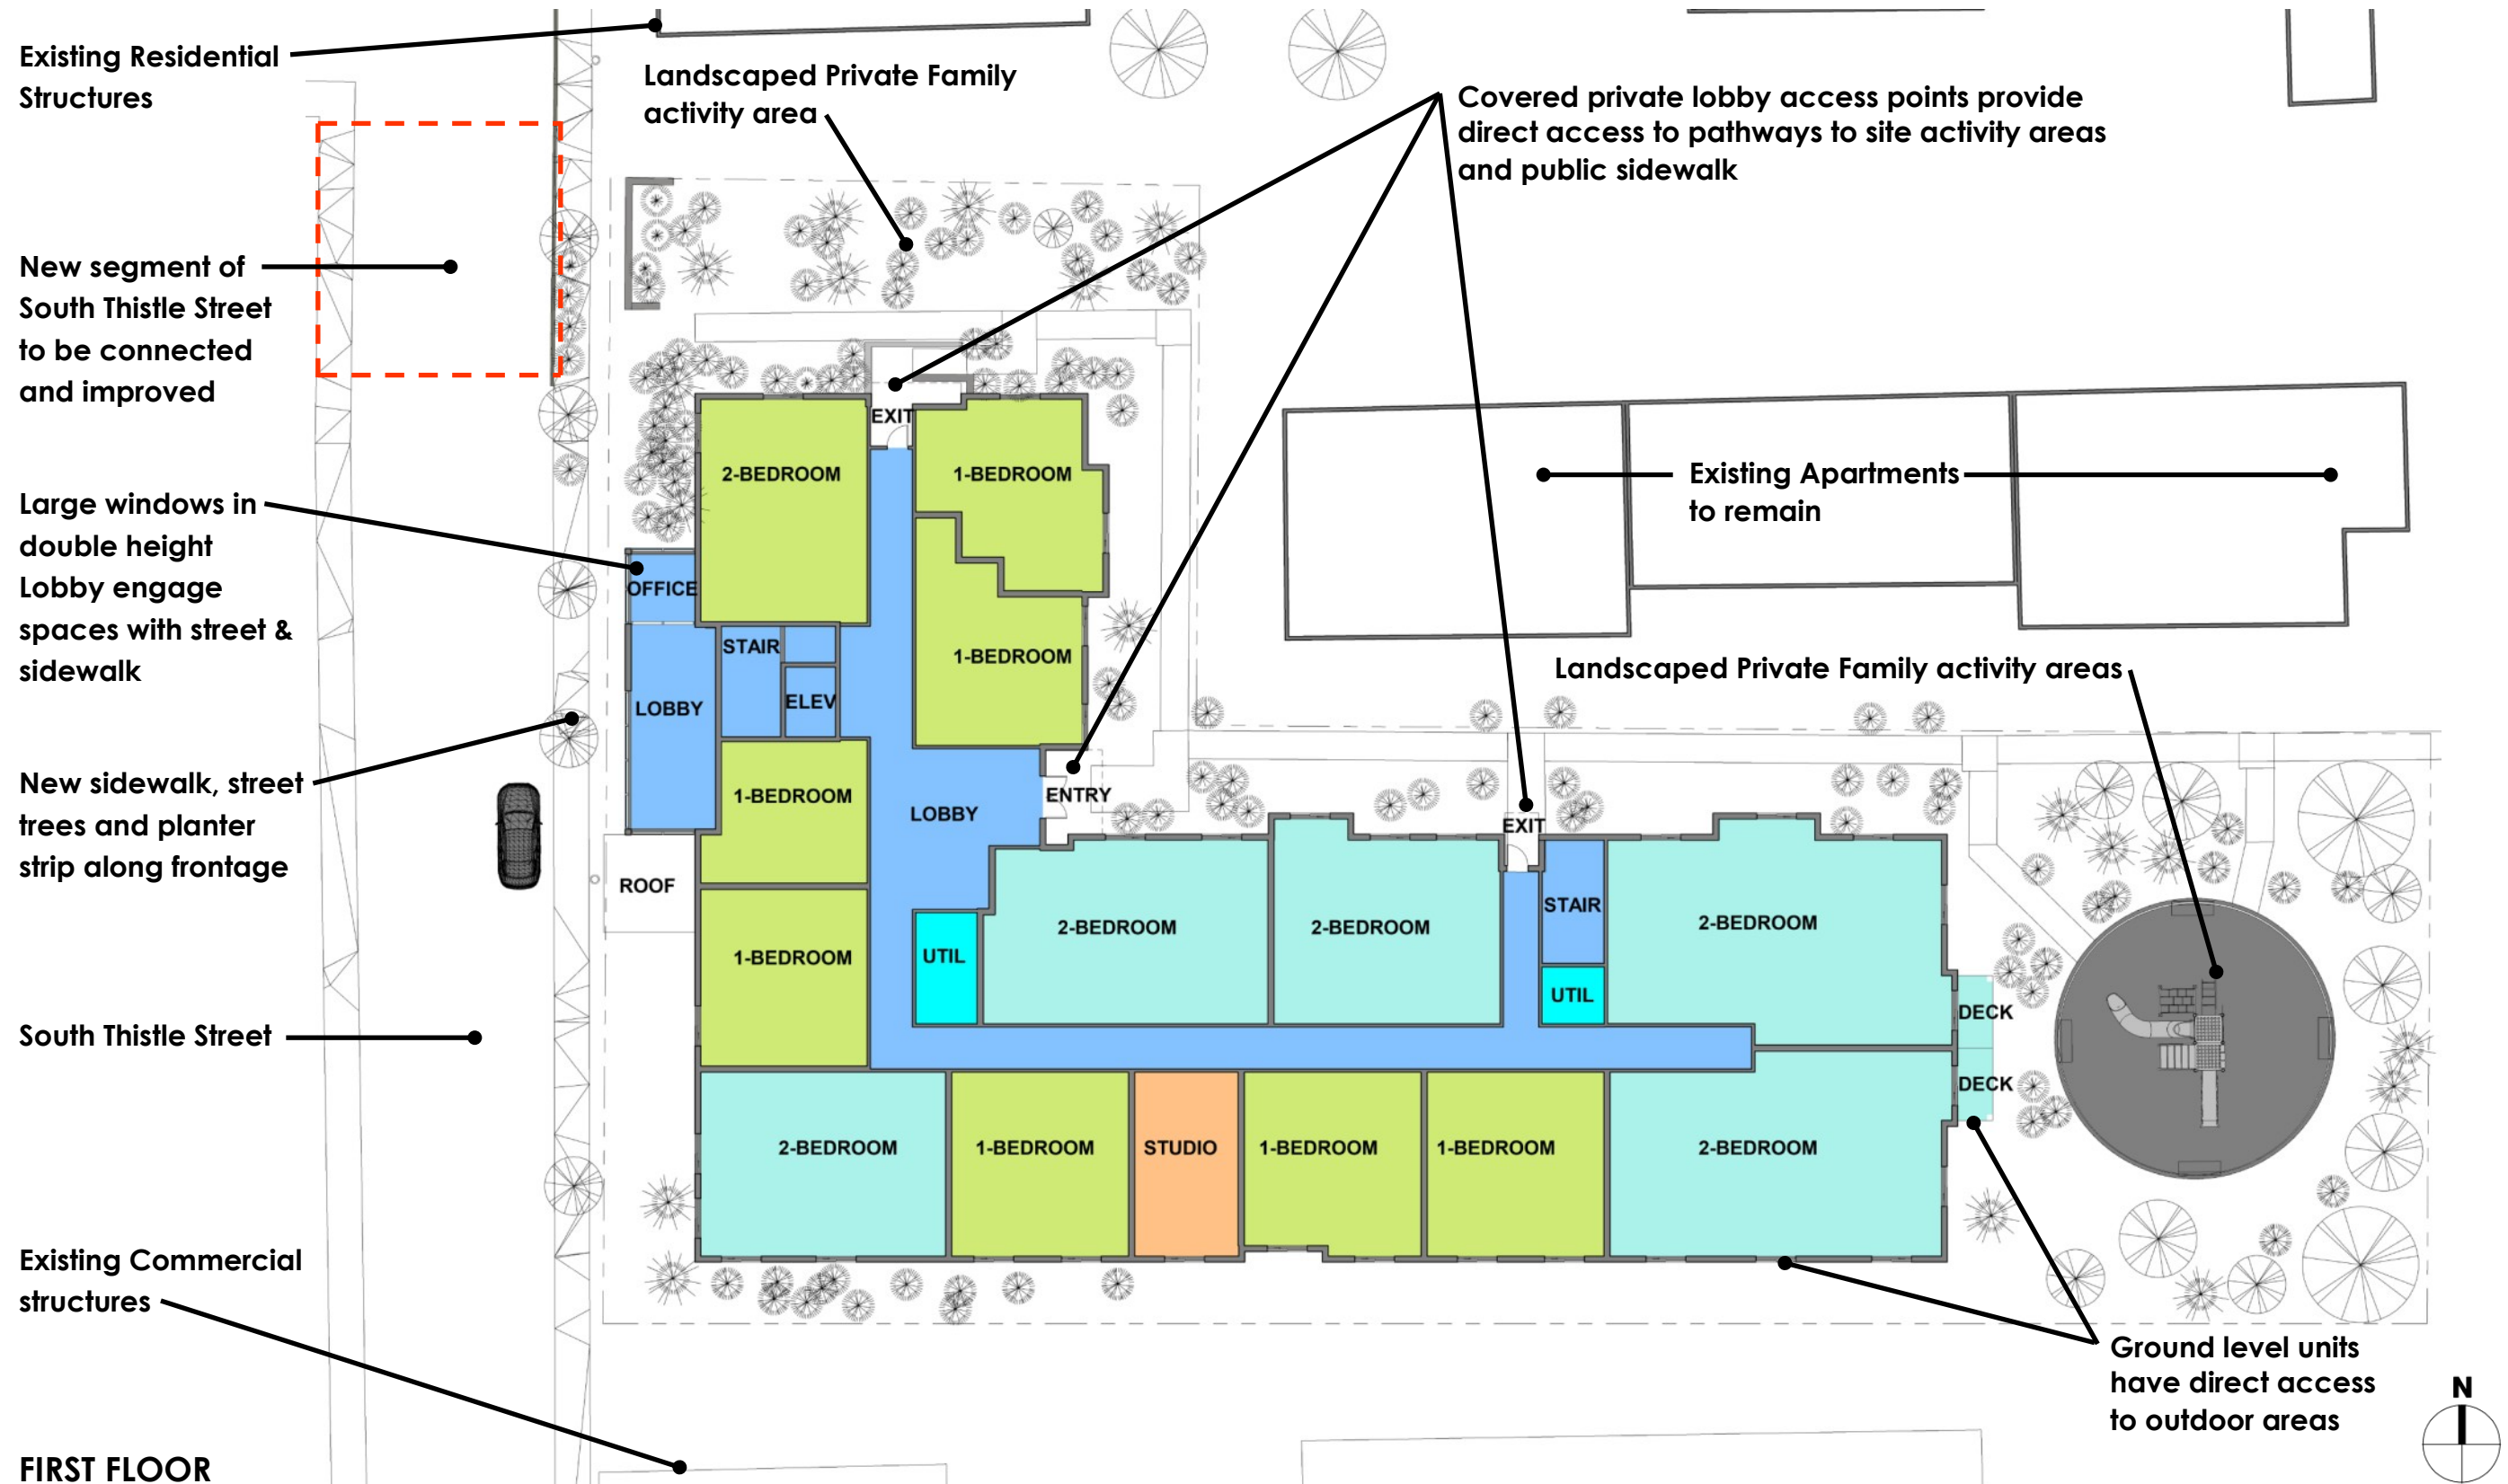 Existing Residential
Structures
Landscaped Private Family
activity area
Covered private lobby access points provide
direct access to pathways to site activity areas
and public sidewalk
New segment of
South Thistle Street
to be connected
and improved
Large windows in
double height
Lobby engage
spaces with street &
sidewalk
New sidewalk, street
trees and planter
strip along frontage
South Thistle Street
Existing Commercial
structures
FIRST FLOOR
EXIT
2-BEDROOM
1-BEDROOM
Existing Apartments
to remain
OFFICE
STAIR
1-BEDROOM
Landscaped Private Family activity areas
LOBBY
ELEV
1-BEDROOM
LOBBY
ENTRY
EXIT
ROOF
STAIR
2-BEDROOM
2-BEDROOM
2-BEDROOM
1-BEDROOM
UTIL
UTIL
DECK
DECK
2-BEDROOM
1-BEDROOM
STUDIO
1-BEDROOM
1-BEDROOM
2-BEDROOM
Ground level units
have direct access
to outdoor areas
N